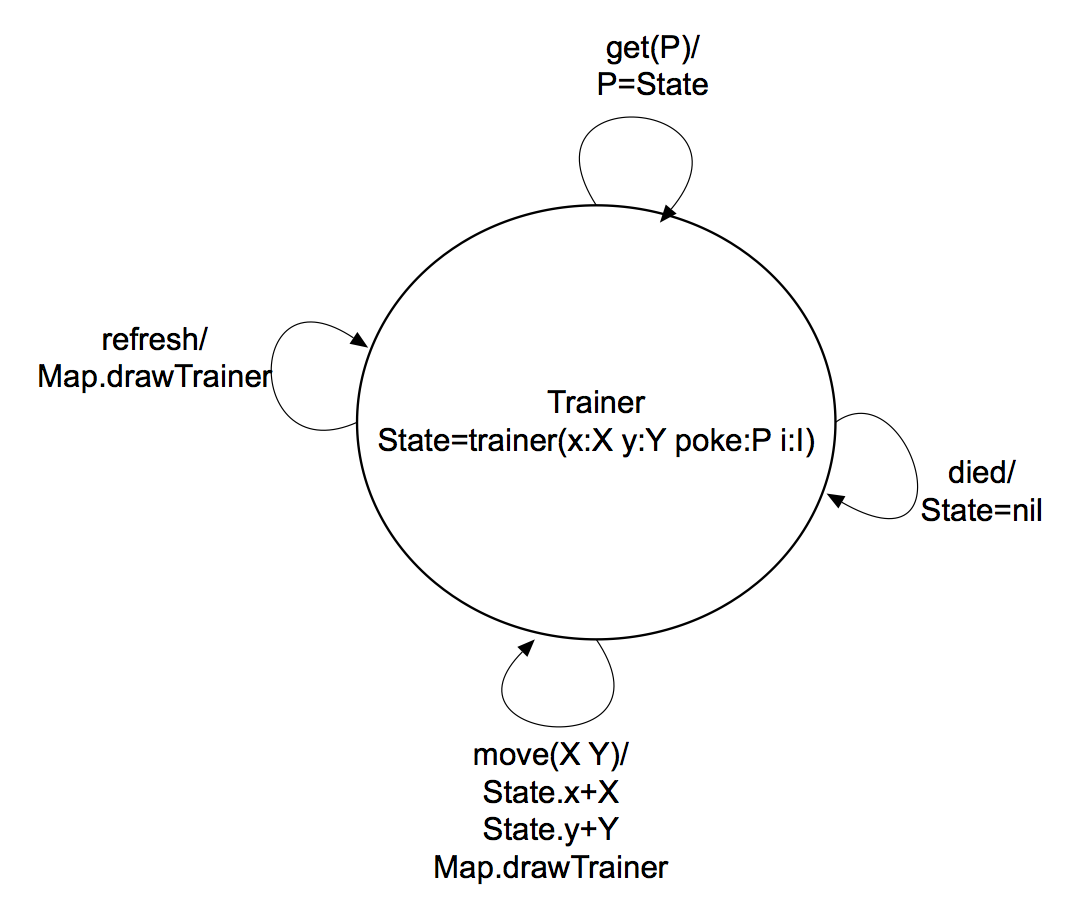 get(P)/
P=State
refresh/
Map.drawTrainer
Trainer
State=trainer(x:X y:Y poke:P i:I)
died/
State=nil
move(X Y)/
State.x+X
State.y+Y
Map.drawTrainer